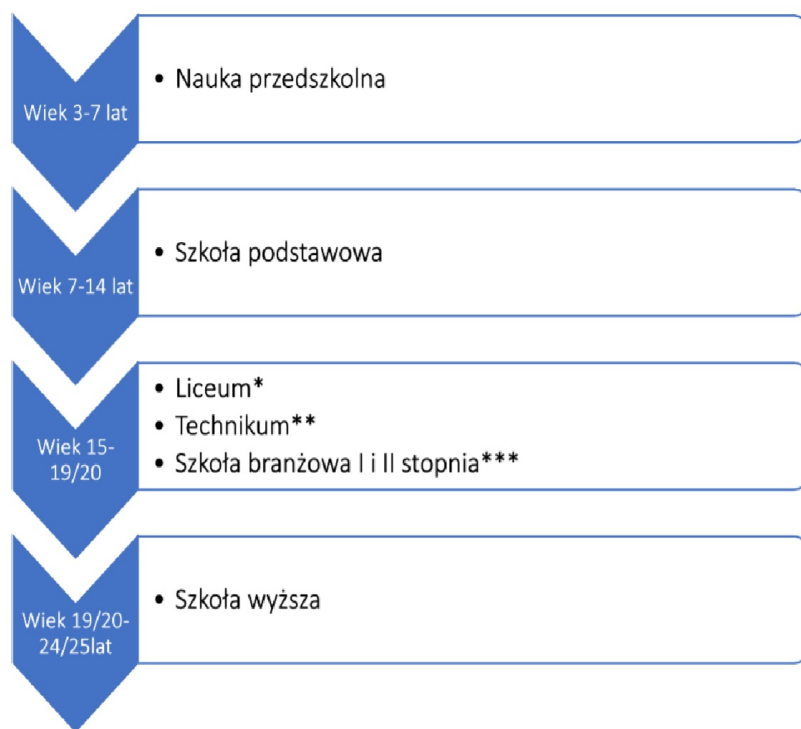 Wiek 3-7 lat
• Nauka przedszkolna
Wiek 7-14 lat
• Szkoła podstawowa
Wiek 15-
19/20
• Liceum*
• Technikum**
• Szkoła branżowa I i II stopnia***
Wiek 19/20-
24/25lat
• Szkoła wyższa